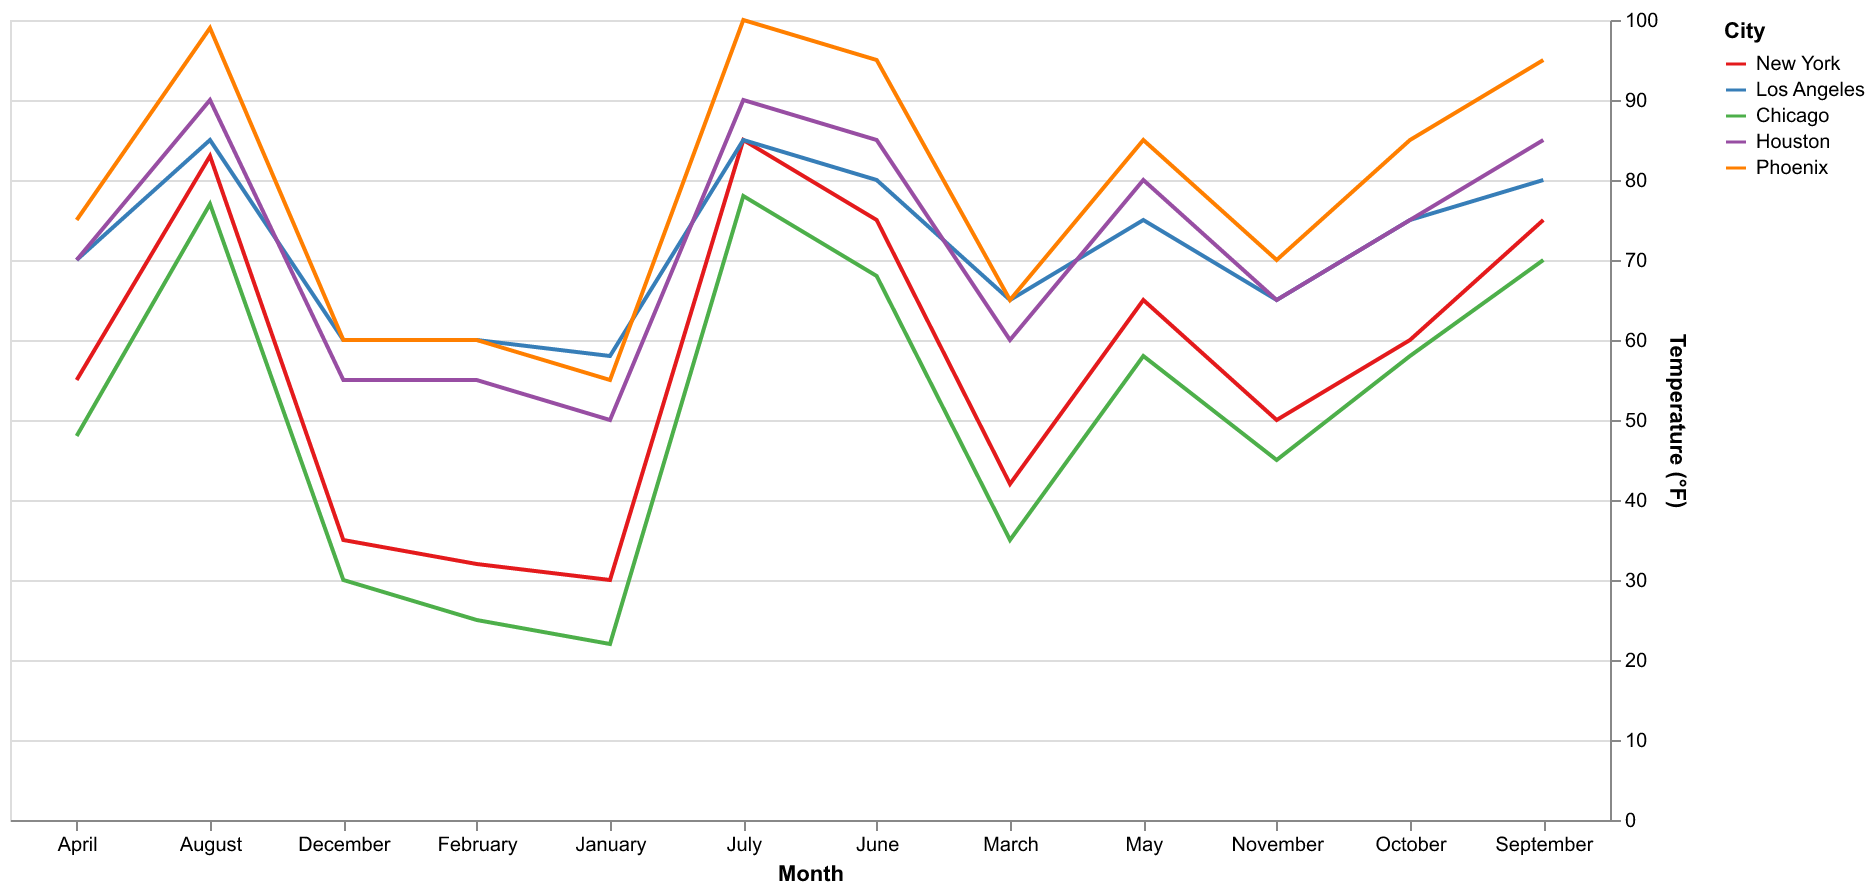 100
90
80
70
60
50
40
30
20
10
0
Temperature (°F)
City
New York
Los Angeles
Chicago
Houston
Phoenix
April August December February January July June March May November October September
Month